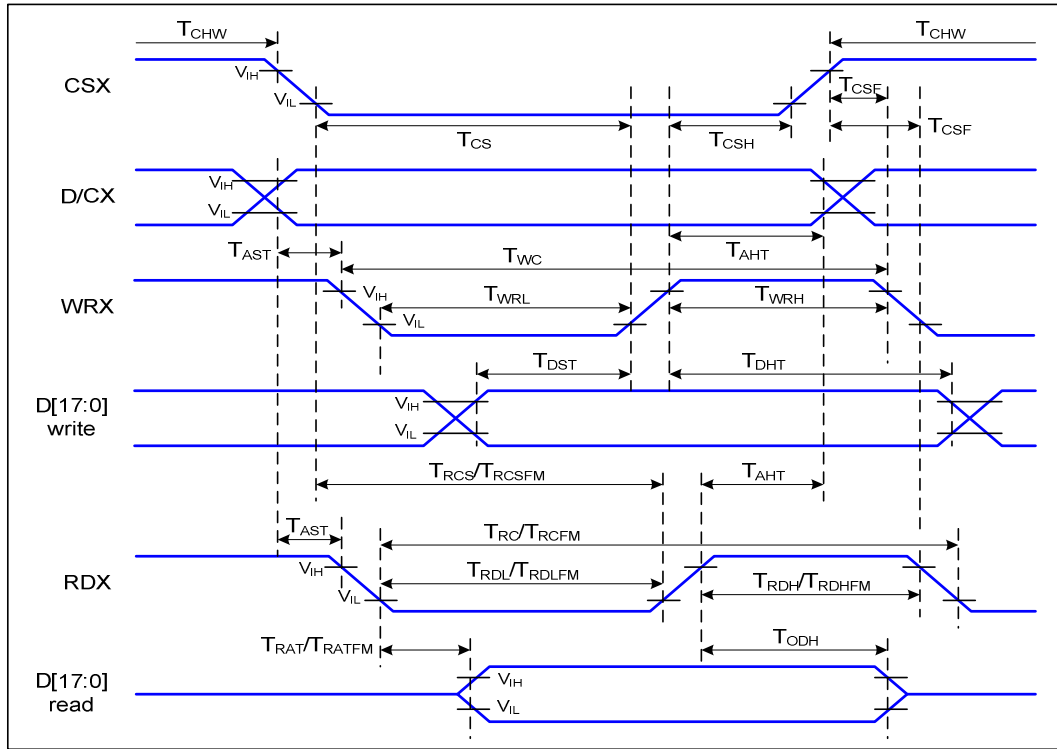 TCHW TCHW
CSX VIH VIL TCSF
TCS TCSH TCSF
D/CX VIH VIL
TAST TWC TAHT
WRX VIH VIL TWRL TWRH
TDST TDHT
D[17:0] VIH
write VIL
TRCS/TRCSFM TAHT
TAST TRC/TRCFM
RDX VIH VIL TRDL/TRDLFM TRDH/TRDHFM
TRAT/TRATFM TODH
D[17:0] VIH
read VIL